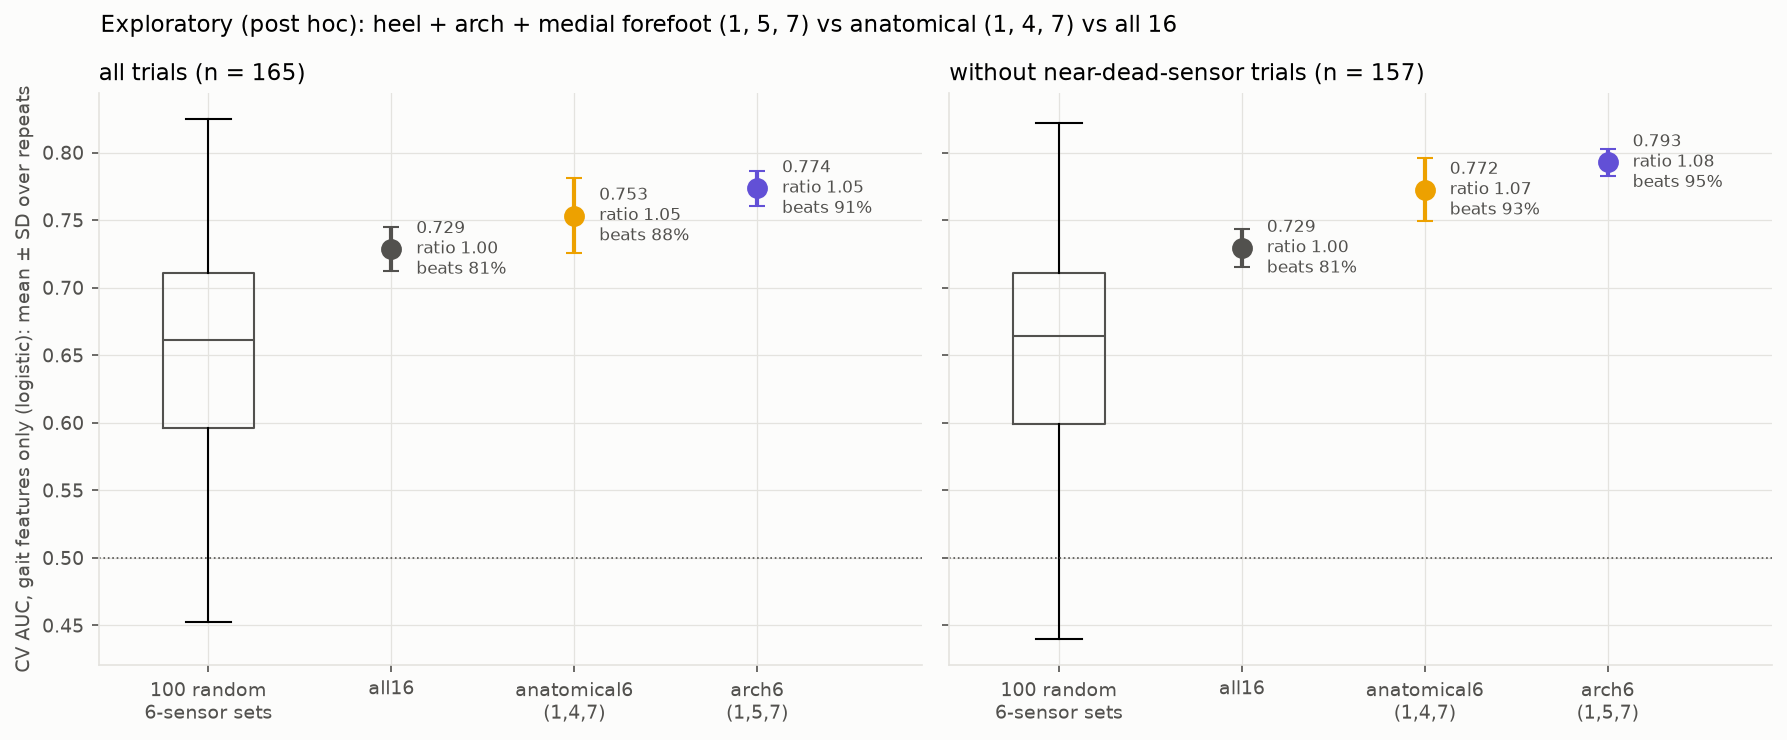 Exploratory (post hoc): heel + arch + medial forefoot (1, 5, 7) vs anatomical (1, 4, 7) vs all 16
all trials (n = 165)
CV AUC, gait features only (logistic): mean ± SD over repeats
0.80
0.75
0.70
0.65
0.60
0.55
0.50
0.45
0.729
ratio 1.00
beats 81%
0.753
ratio 1.05
beats 88%
0.774
ratio 1.05
beats 91%
100 random
6-sensor sets
all16
anatomical6
(1,4,7)
arch6
(1,5,7)
without near-dead-sensor trials (n = 157)
0.729
ratio 1.00
beats 81%
0.772
ratio 1.07
beats 93%
0.793
ratio 1.08
beats 95%
100 random
6-sensor sets
all16
anatomical6
(1,4,7)
arch6
(1,5,7)